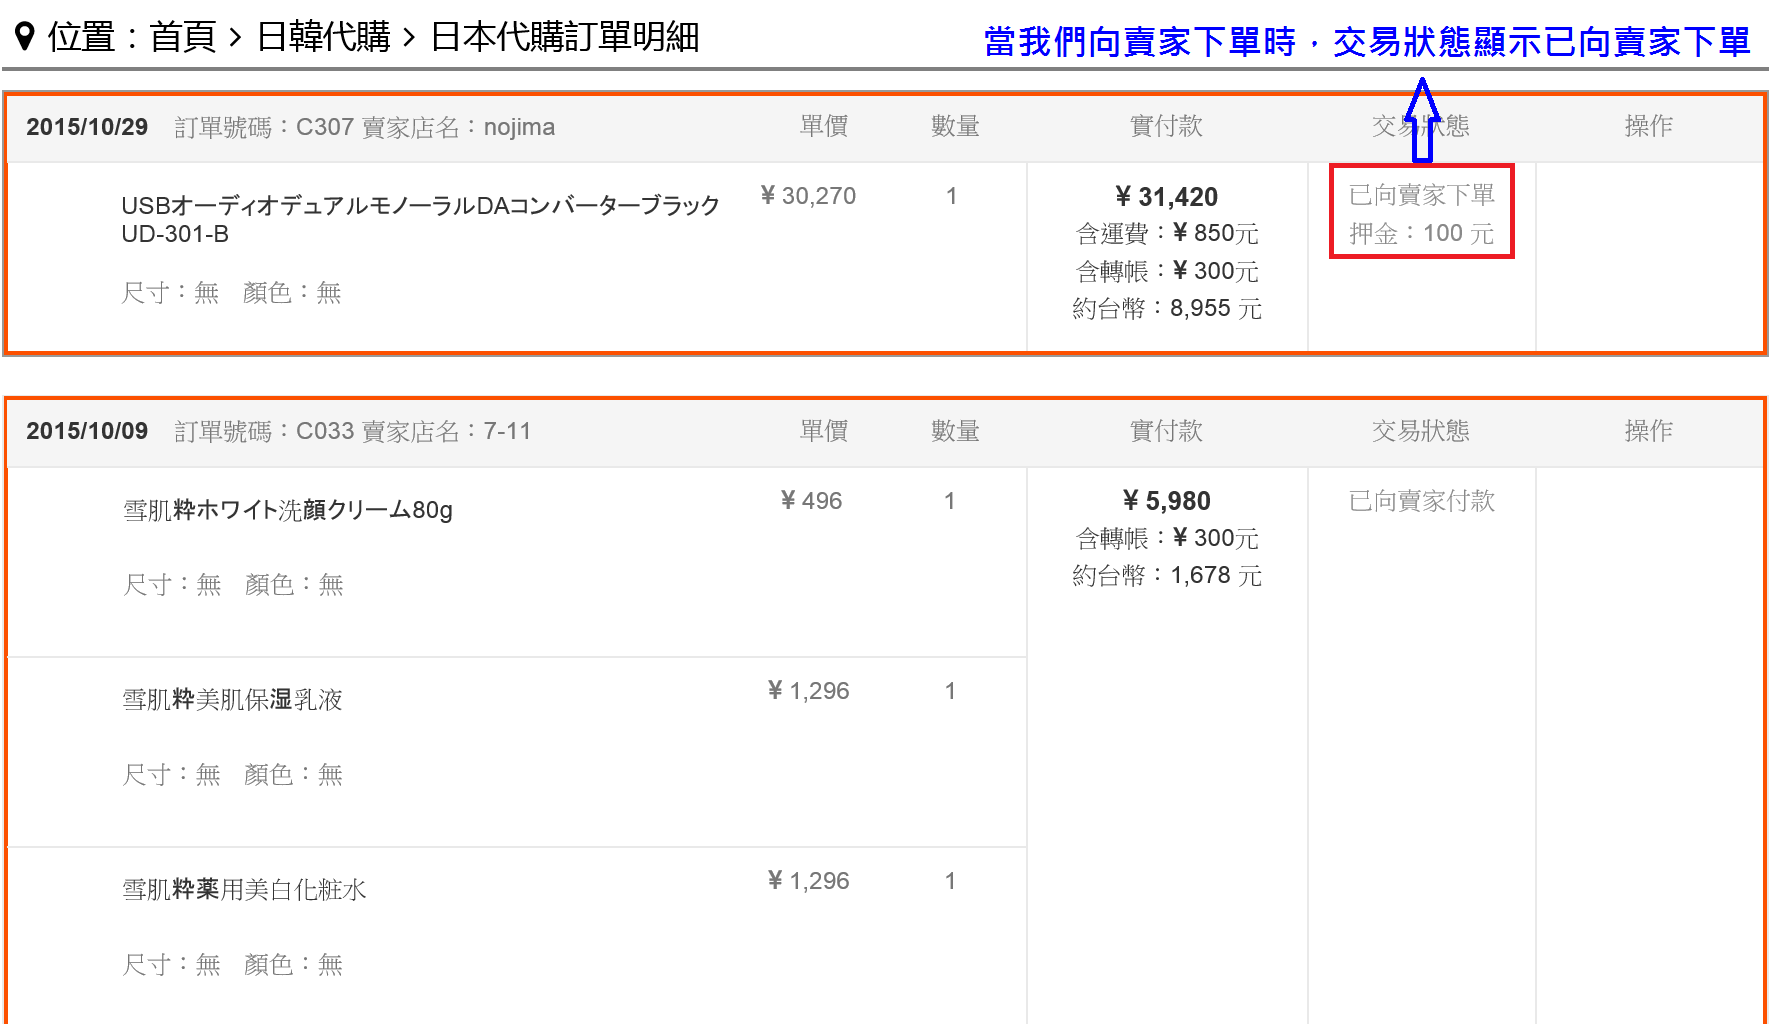 位置：首頁 > 日韓代購 > 日本代購訂單明細
當我們向賣家下單時，交易狀態顯示已向賣家下單
2015/10/29 訂單號碼：C307 賣家店名：nojima 單價 數量 實付款 交易狀態 操作
USBオーディオデュアルモノーラルDAコンバーターブラック
UD-301-B
尺寸：無 顏色：無
¥ 30,270
1
¥ 31,420
含運費：¥ 850元
含轉帳：¥ 300元
約台幣：8,955 元
已向賣家下單
押金：100 元
2015/10/09 訂單號碼：C033 賣家店名：7-11 單價 數量 實付款 交易狀態 操作
雪肌粋ホワイト洗顔クリーム80g
尺寸：無 顏色：無
¥ 496
1
¥ 5,980
含轉帳：¥ 300元
約台幣：1,678 元
已向賣家付款
雪肌粋美肌保湿乳液
尺寸：無 顏色：無
¥ 1,296
1
雪肌粋薬用美白化粧水
尺寸：無 顏色：無
¥ 1,296
1